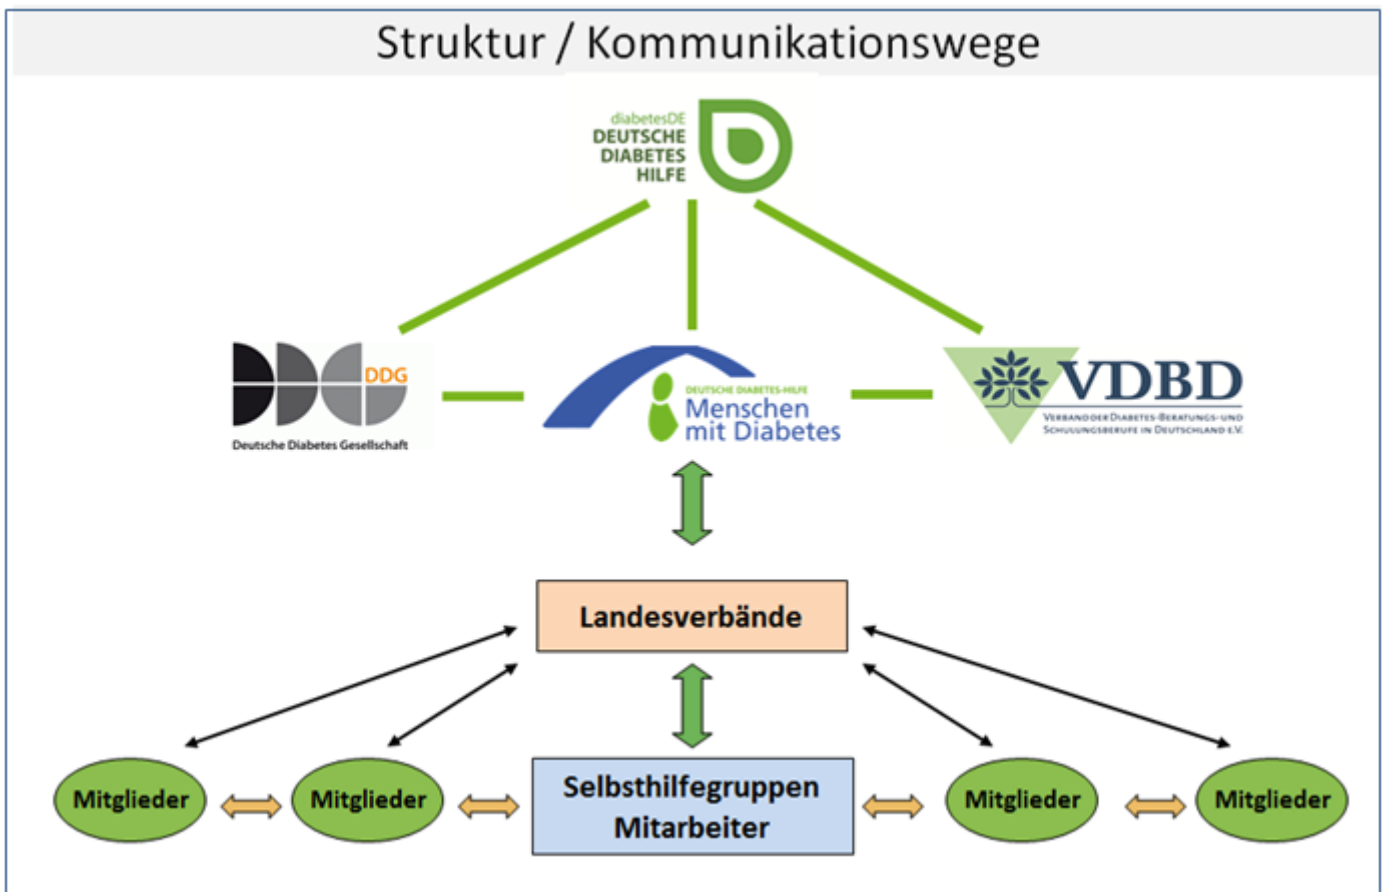 Struktur / Kommunikationswege
diabetesDE
DEUTSCHE
DIABETES
HILFE
DDG
Deutsche Diabetes Gesellschaft
DEUTSCHE DIABETES-HILFE
Menschen
mit Diabetes
VDBD
VERBAND DER DIABETES-BERATUNGS- UND
SCHULUNGSBERUFE IN DEUTSCHLAND E.V.
Landesverbände
Mitglieder
Mitglieder
Selbsthilfegruppen
Mitarbeiter
Mitglieder
Mitglieder